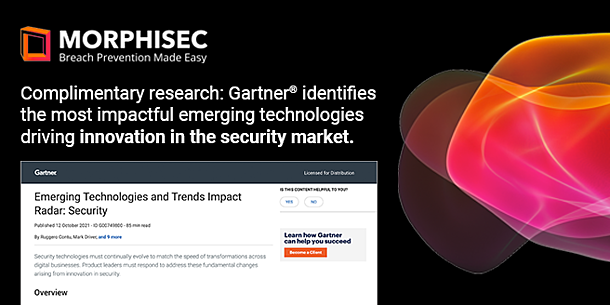 MORPHISEC
Breach Prevention Made Easy
Complimentary research: Gartner® identifies
the most impactful emerging technologies
driving innovation in the security market.
Gartner
Licensed for Distribution
Emerging Technologies and Trends Impact
Radar: Security
Published 12 October 2021 - ID G00749800 - 85 min read
By Ruggero Contu, Mark Driver, and 9 more
Security technologies must continually evolve to match the speed of transformations across
digital businesses. Product leaders must respond to these fundamental changes
arising from innovation in security.
Overview
IS THIS CONTENT HELPFUL TO YOU?
YES
NO
Learn how Gartner
can help you succeed
Become a Client